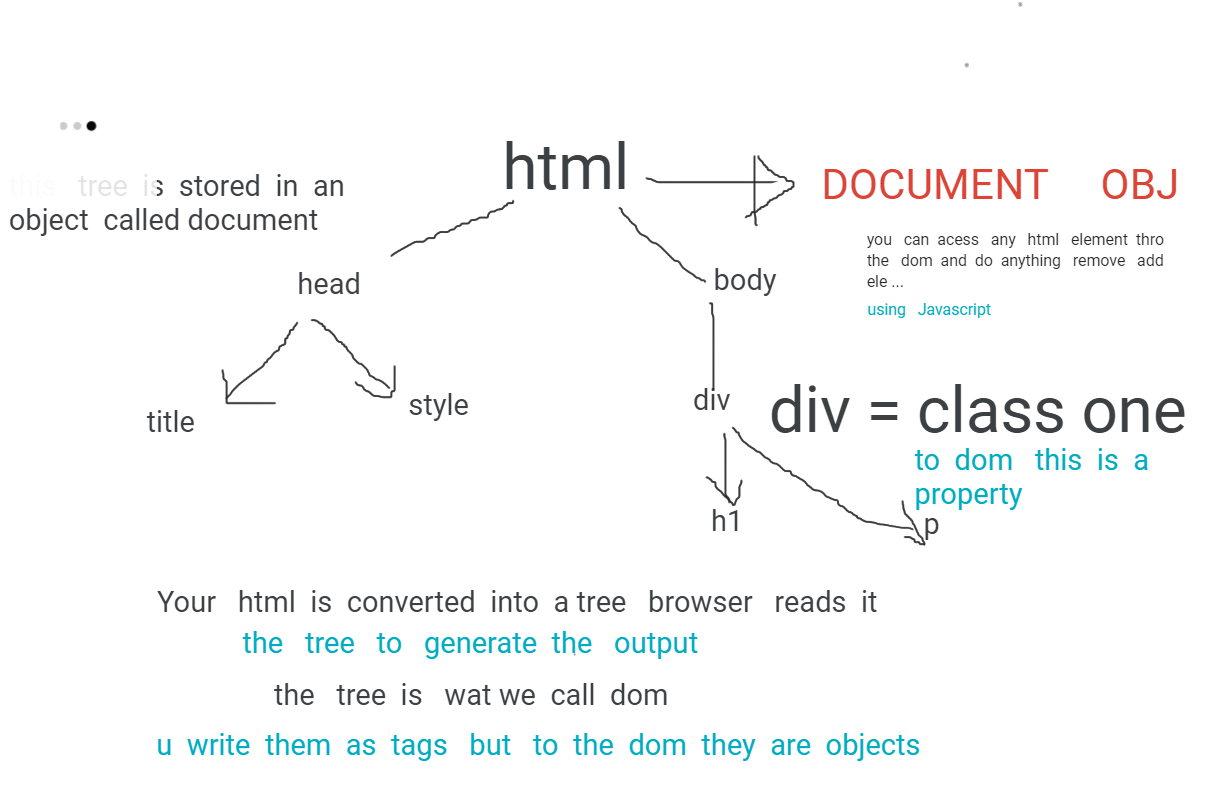 html
DOCUMENT OBJ
this tree is stored in an
object called document
you can acess any html element thro
the dom and do anything remove add
ele ...
using Javascript
head
body
title
style
div
div = class one
to dom this is a
property
h1
p
Your html is converted into a tree browser reads it
the tree to generate the output
the tree is wat we call dom
u write them as tags but to the dom they are objects